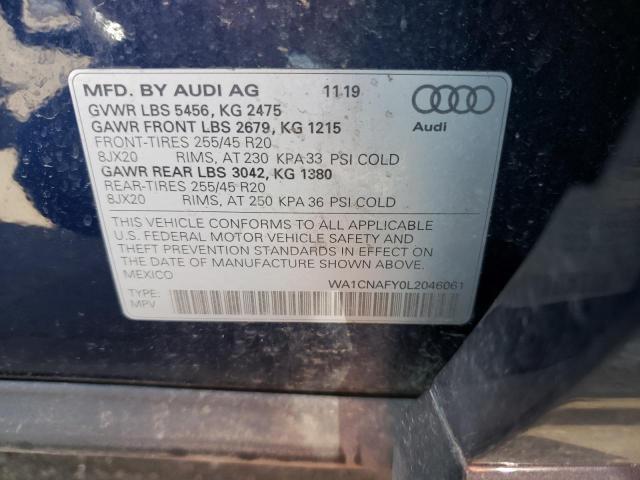 MFD. BY AUDI AG 11 19
GVWR LBS 5456, KG 2475
GAWR FRONT LBS 2679, KG 1215
FRONT-TIRES 255/45 R20
8JX20 RIMS, AT 230 KPA 33 PSI COLD
GAWR REAR LBS 3042, KG 1380
REAR-TIRES 255/45 R20
8JX20 RIMS, AT 250 KPA 36 PSI COLD
Audi
THIS VEHICLE CONFORMS TO ALL APPLICABLE
U.S. FEDERAL MOTOR VEHICLE SAFETY AND
THEFT PREVENTION STANDARDS IN EFFECT ON
THE DATE OF MANUFACTURE SHOWN ABOVE.
MEXICO
WA1CNAFY0L2046061
TYPE:
MPV